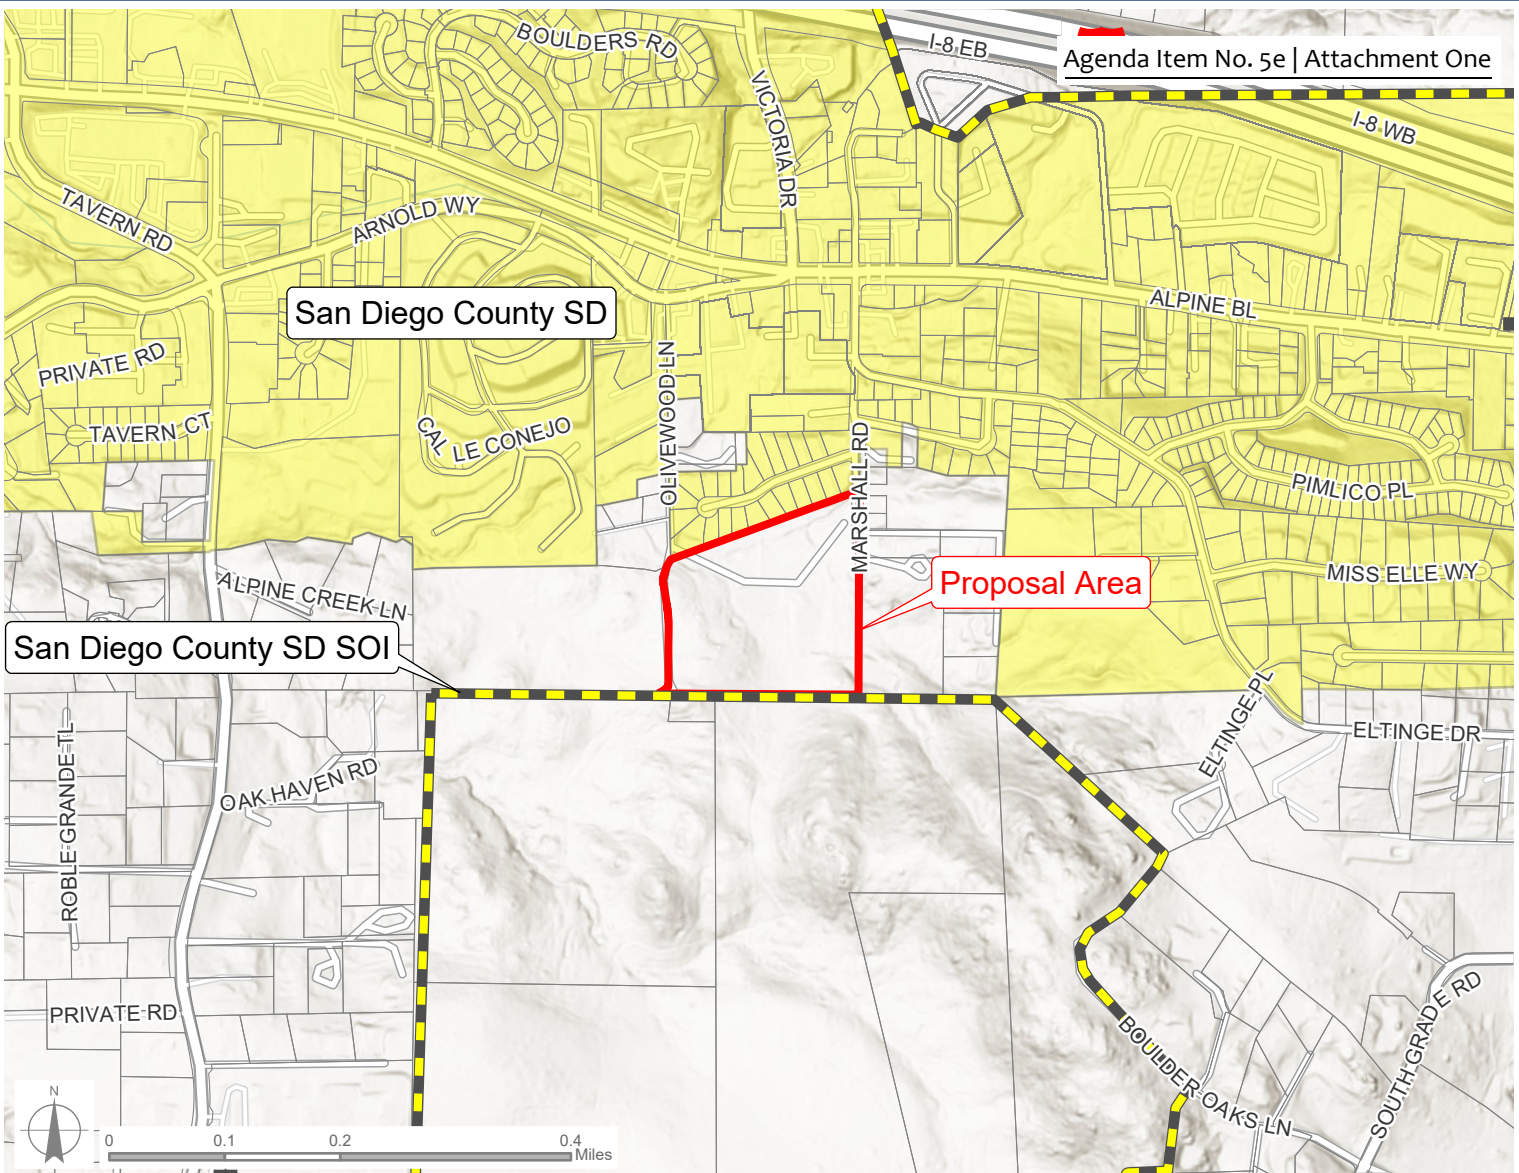 BOULDERS RD
I-8 EB
Agenda Item No. 5e | Attachment One
VICTORIA DR
I-8 WB
TAVERN RD
ARNOLD WY
San Diego County SD
ALPINE BL
PRIVATE RD
OLIVEWOOD LN
TAVERN CT
CAL LE CONEJO
MARSHALL RD
PIMLICO PL
ALPINE CREEK LN
Proposal Area
MISS ELLE WY
San Diego County SD SOI
ELTINGE PL
ELTINGE DR
ROBLE GRANDE TL
OAK HAVEN RD
PRIVATE RD
BOULDER OAKS LN
SOUTH GRADE RD
N
0 0.1 0.2 0.4
Miles